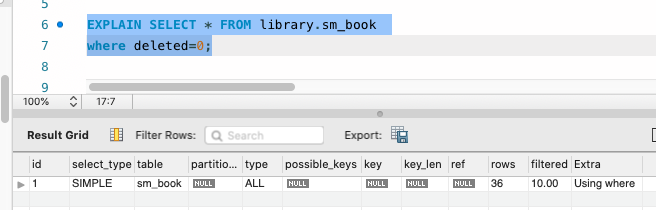 5
6 EXPLAIN SELECT * FROM library.sm_book
7 where deleted=0;
8
9
100% 17:7
Result Grid Filter Rows: Search Export:
id select_type table partitio... type possible_keys key key_len ref rows filtered Extra
1 SIMPLE sm_book NULL ALL NULL NULL NULL NULL 36 10.00 Using where